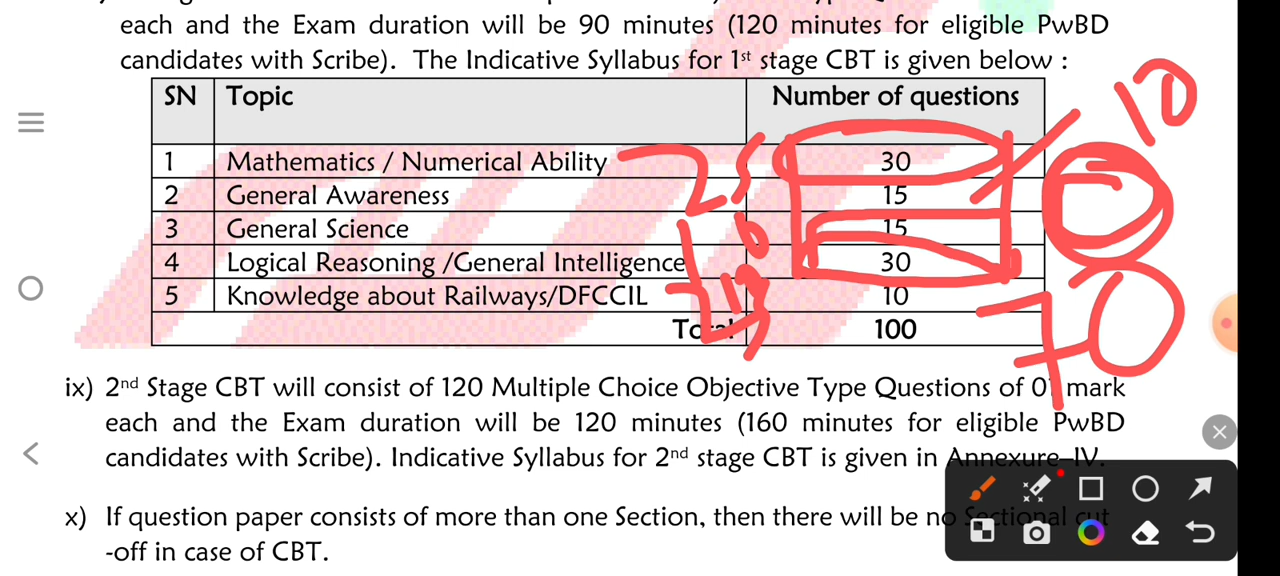 each and the Exam duration will be 90 minutes (120 minutes for eligible PwBD
candidates with Scribe). The Indicative Syllabus for 1st stage CBT is given below :
SN Topic Number of questions
1 Mathematics / Numerical Ability 25 30 10
2 General Awareness 15
3 General Science 10 15
4 Logical Reasoning /General Intelligence 30
5 Knowledge about Railways/DFCCIL 10
Total 100 70
ix) 2nd Stage CBT will consist of 120 Multiple Choice Objective Type Questions of 01 mark
each and the Exam duration will be 120 minutes (160 minutes for eligible PwBD
candidates with Scribe). Indicative Syllabus for 2nd stage CBT is given in Annexure–IV.
x) If question paper consists of more than one Section, then there will be no Sectional cut
-off in case of CBT.